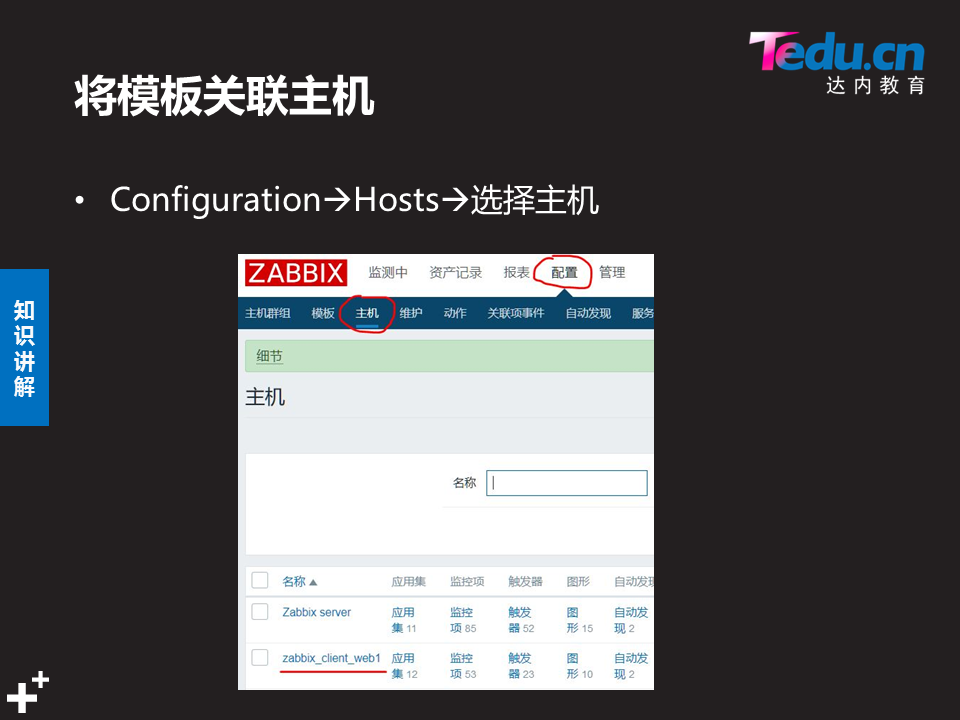 Tedu.cn
达内教育
将模板关联主机
• Configuration→Hosts→选择主机
知识讲解
ZABBIX 监测中 资产记录 报表 配置 管理
主机群组 模板 主机 维护 动作 关联项事件 自动发现 服务
细节
主机
名称
名称 ▲ 应用集 监控项 触发器 图形 自动发现
Zabbix server 应用 监控 触发 图 自动发
集 11 项 85 器 52 形 15 现 2
zabbix_client_web1 应用 监控 触发 图 自动发
集 12 项 53 器 23 形 10 现 2